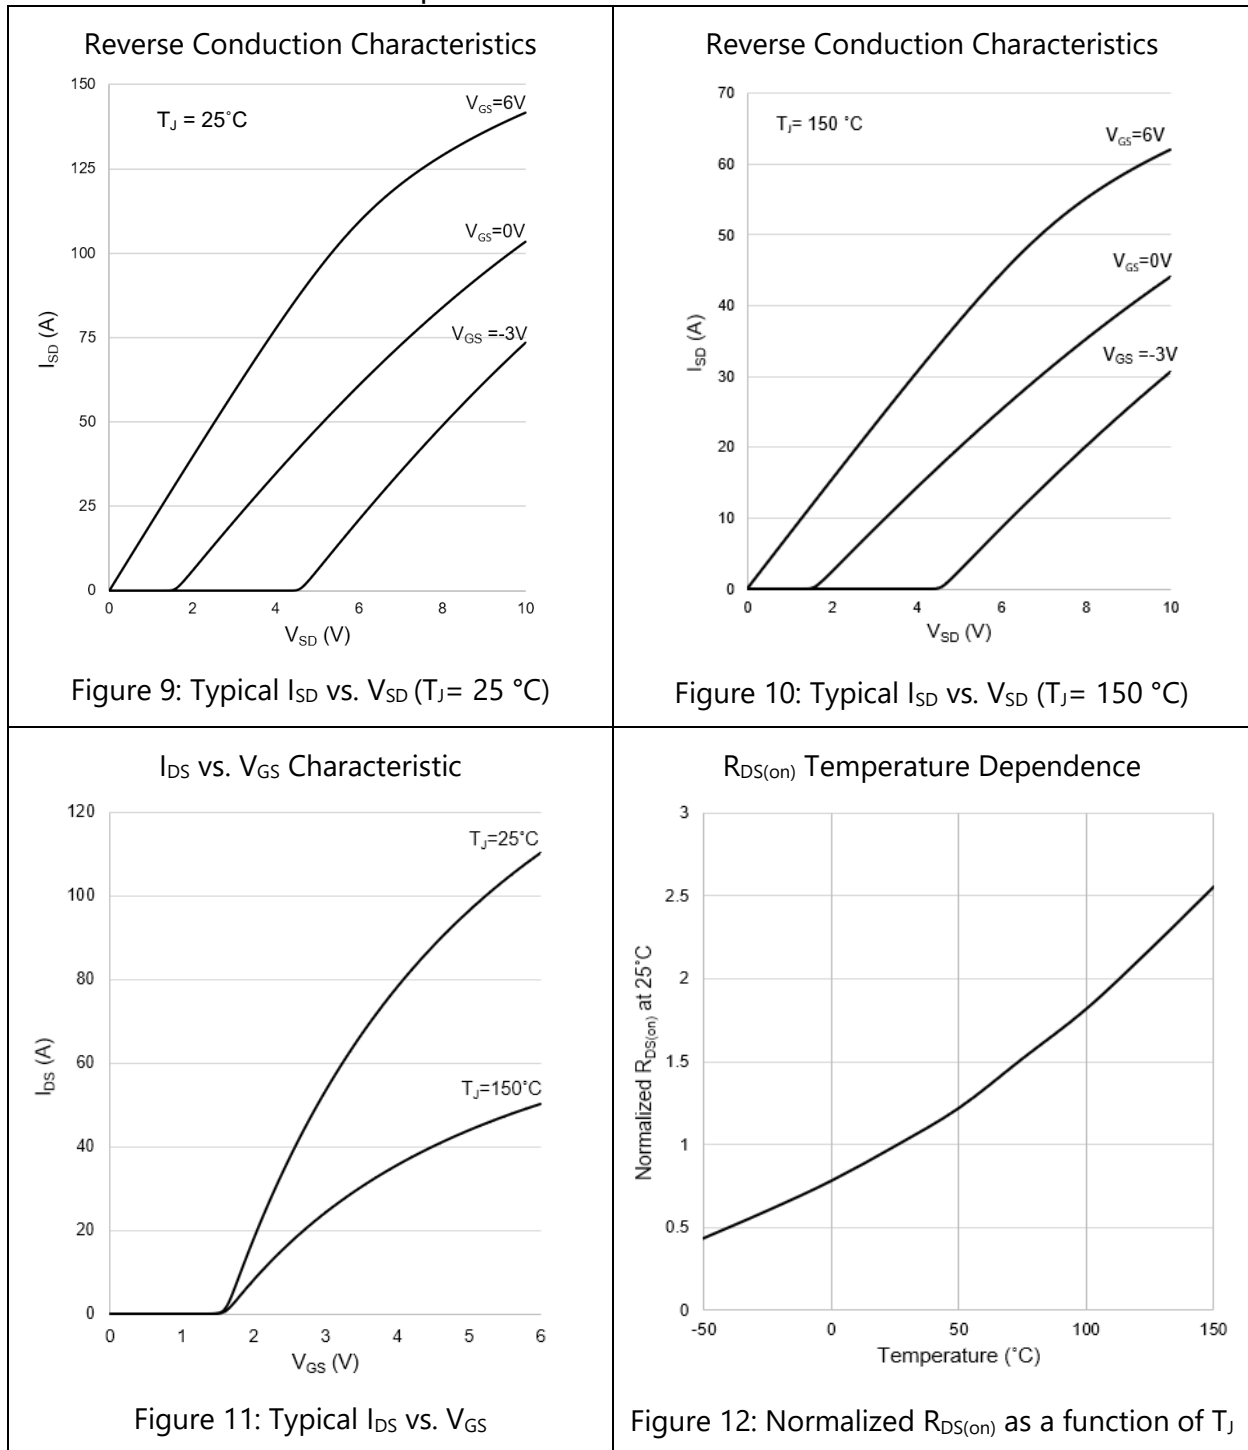 Reverse Conduction Characteristics
150
125
100
75
50
25
0
I_SD (A)
T_J = 25˚C
V_GS=6V
V_GS=0V
V_GS =-3V
0 2 4 6 8 10
V_SD (V)
Figure 9: Typical I_SD vs. V_SD (T_J= 25 °C)
Reverse Conduction Characteristics
70
60
50
40
30
20
10
0
I_SD (A)
T_J= 150 ˚C
V_GS=6V
V_GS=0V
V_GS =-3V
0 2 4 6 8 10
V_SD (V)
Figure 10: Typical I_SD vs. V_SD (T_J= 150 °C)
I_DS vs. V_GS Characteristic
120
100
80
60
40
20
0
I_DS (A)
T_J=25˚C
T_J=150˚C
0 1 2 3 4 5 6
V_GS (V)
Figure 11: Typical I_DS vs. V_GS
R_DS(on) Temperature Dependence
3
2.5
2
1.5
1
0.5
0
Normalized R_DS(on) at 25˚C
-50 0 50 100 150
Temperature (˚C)
Figure 12: Normalized R_DS(on) as a function of T_J